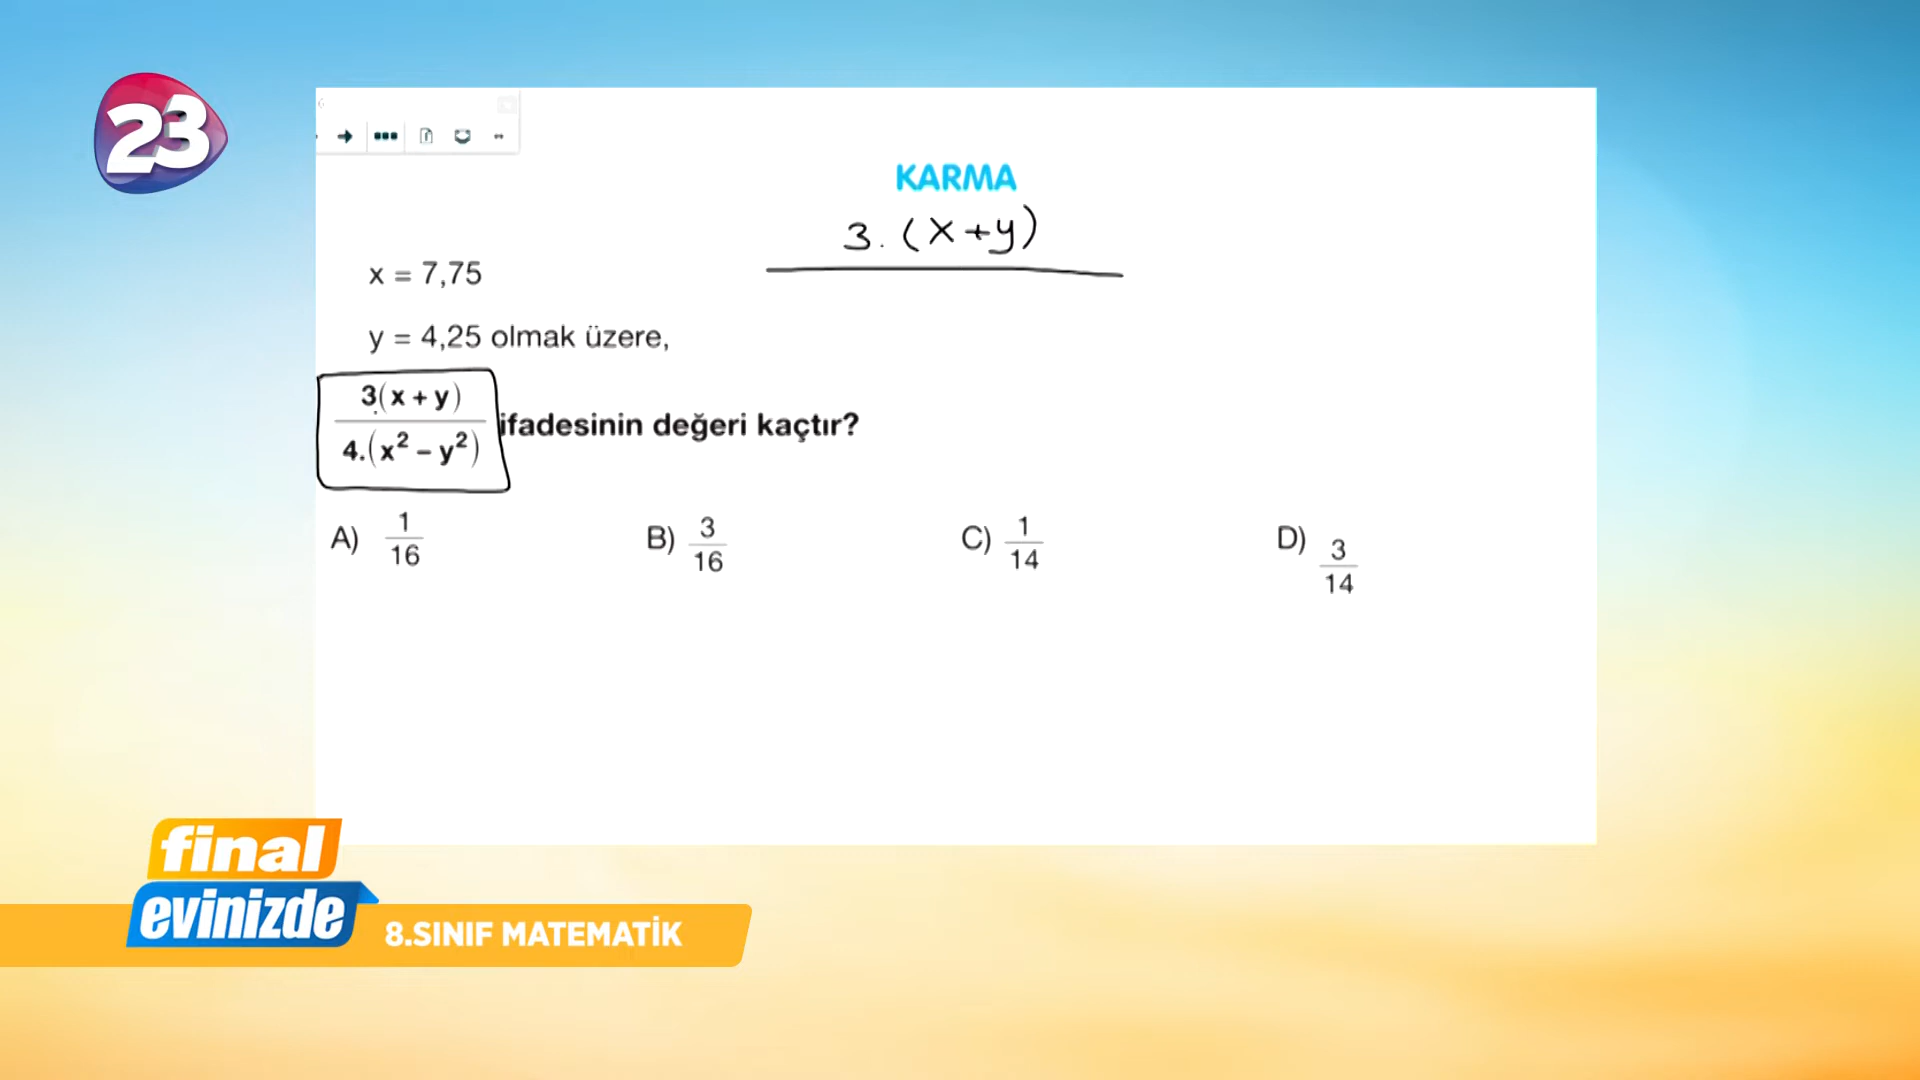 23
KARMA
3. (x+y)
x = 7,75
y = 4,25 olmak üzere,
3(x + y)
4.(x² – y²)
ifadesinin değeri kaçtır?
A) 1/16
B) 3/16
C) 1/14
D) 3/14
final
evinizde
8.SINIF MATEMATİK